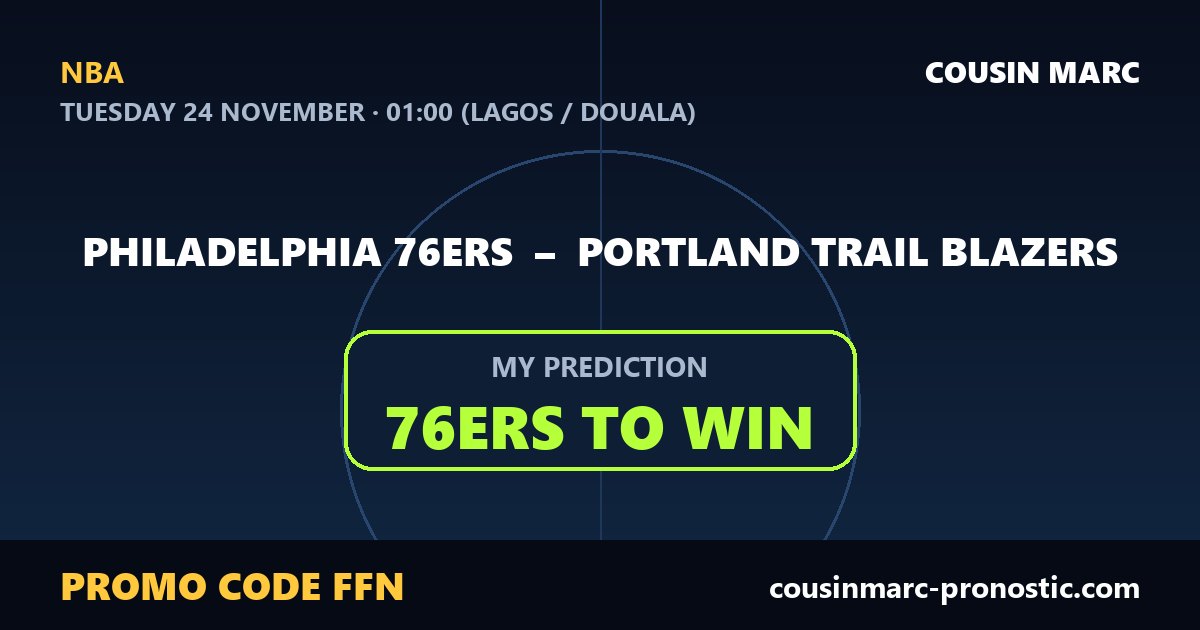 NBA
COUSIN MARC
TUESDAY 24 NOVEMBER · 01:00 (LAGOS / DOUALA)
PHILADELPHIA 76ERS – PORTLAND TRAIL BLAZERS
MY PREDICTION
76ERS TO WIN
PROMO CODE FFN
cousinmarc-pronostic.com